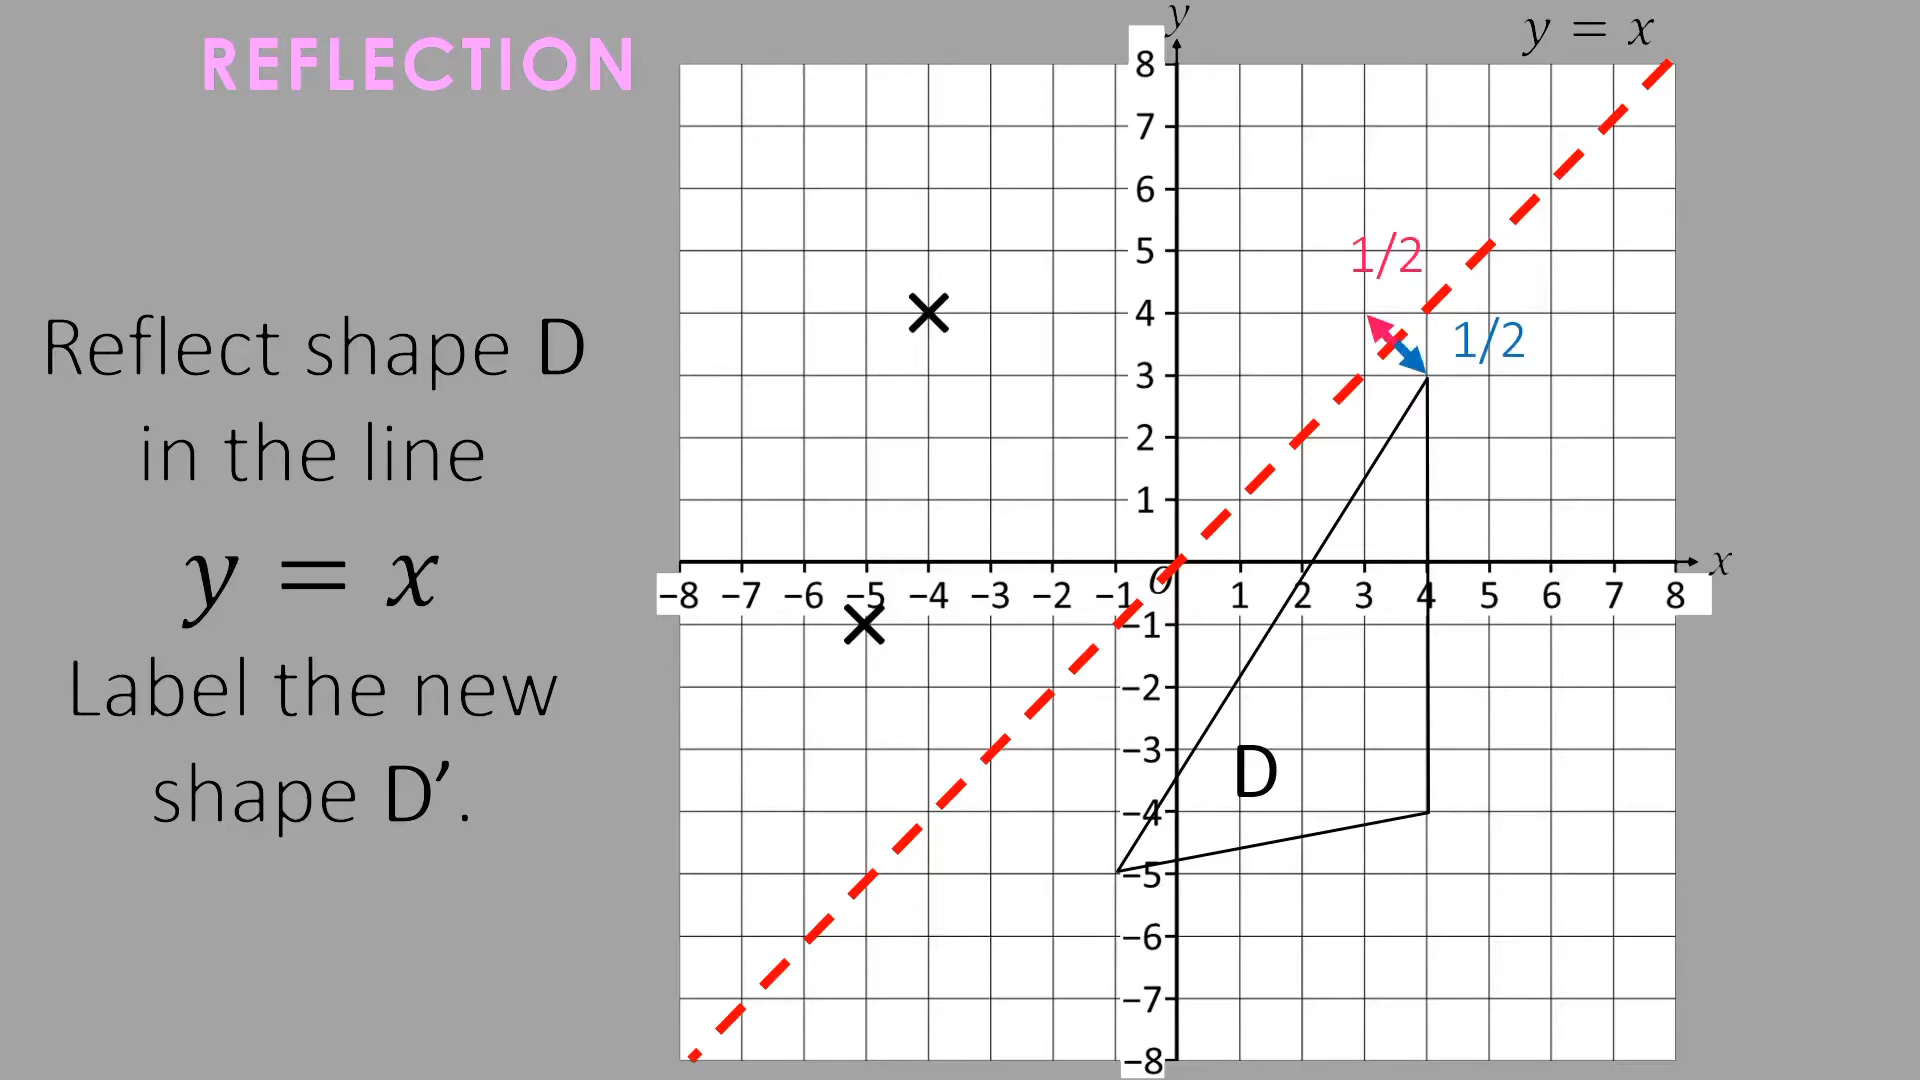 REFLECTION
Reflect shape D
in the line
y = x
Label the new
shape D’.
y
y = x
8
7
6
5
1/2
4
1/2
3
2
1
x
O
−8 −7 −6 −5 −4 −3 −2 −1 1 2 3 4 5 6 7 8
−1
−2
−3
D
−4
−5
−6
−7
−8